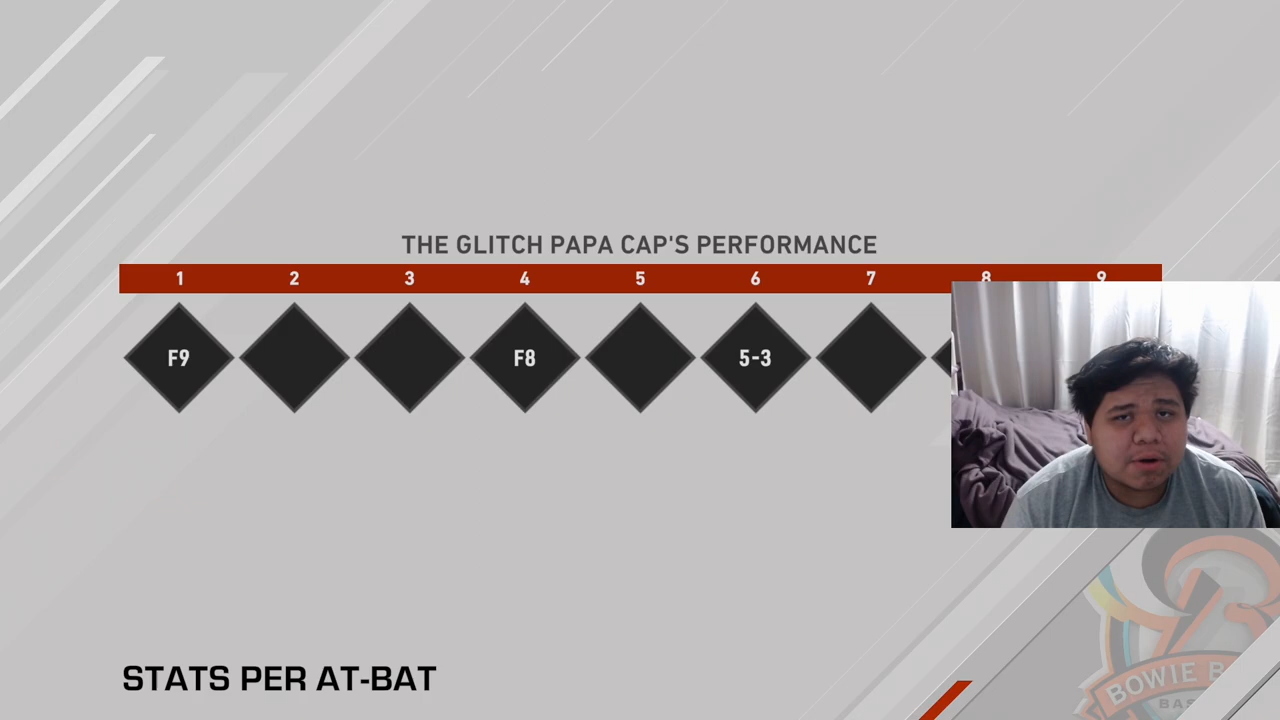 THE GLITCH PAPA CAP'S PERFORMANCE
1 2 3 4 5 6 7 8 9
F9 F8 5-3
STATS PER AT-BAT
BOWIE